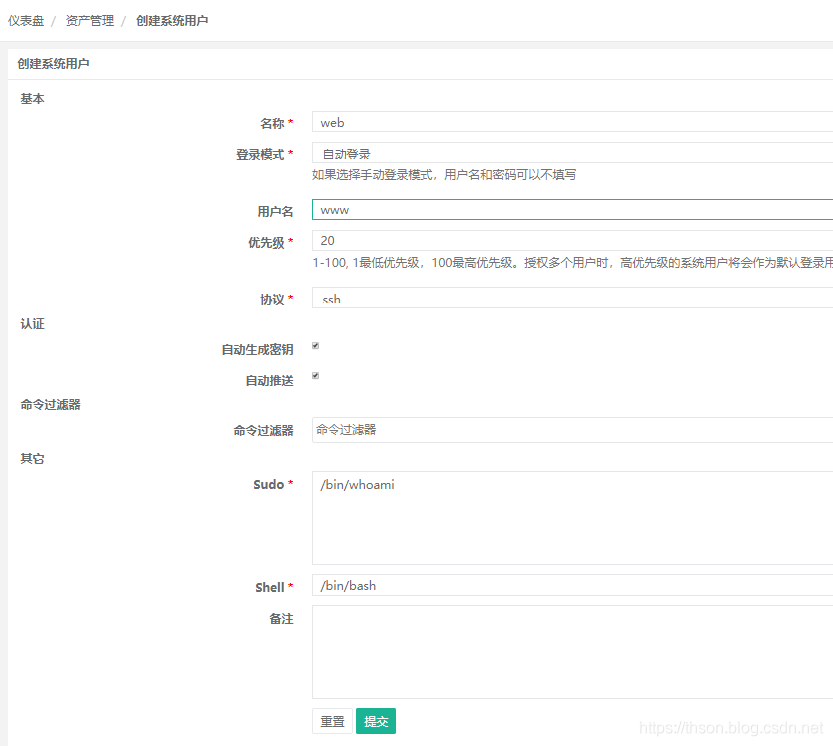 仪表盘 / 资产管理 / 创建系统用户
创建系统用户
基本
名称 * web
登录模式 * 自动登录
如果选择手动登录模式，用户名和密码可以不填写
用户名 www
优先级 * 20
1-100, 1最低优先级，100最高优先级。授权多个用户时，高优先级的系统用户将会作为默认登录用
协议 * ssh
认证
自动生成密钥
自动推送
命令过滤器
命令过滤器 命令过滤器
其它
Sudo * /bin/whoami
Shell * /bin/bash
备注
重置 提交
https://thson.blog.csdn.net